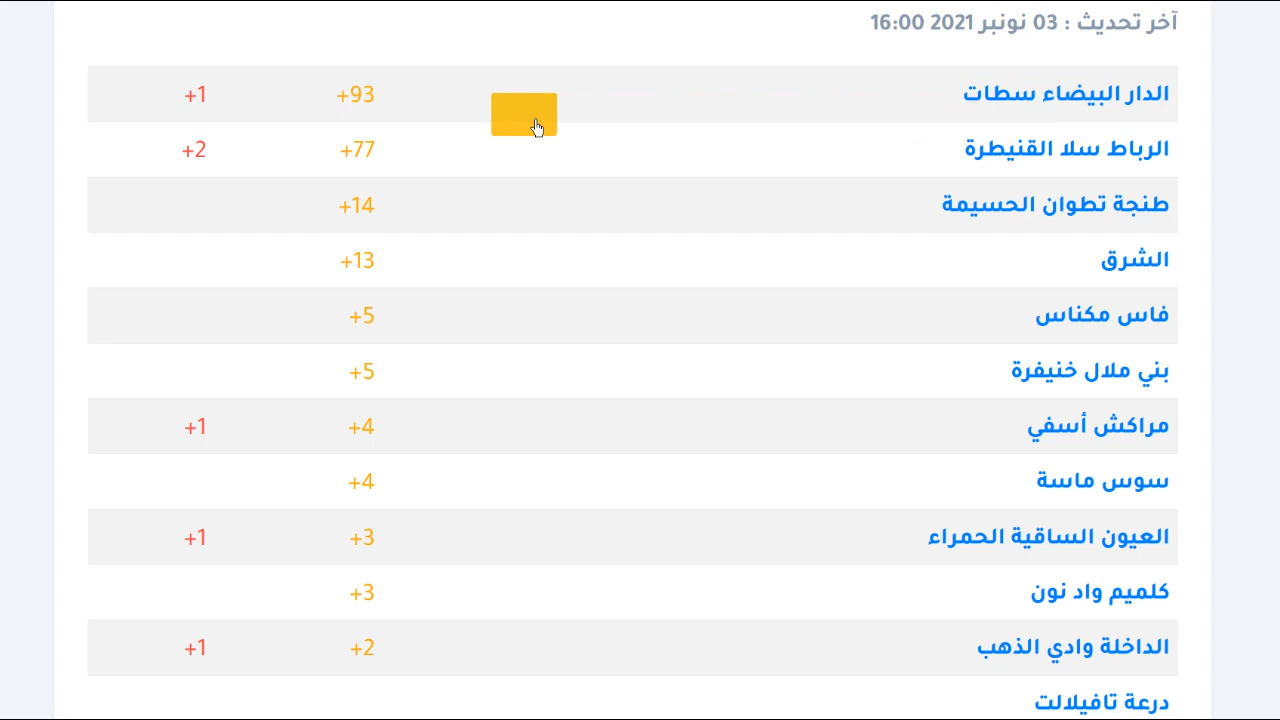 آخر تحديث : 03 نونبر 2021 16:00
الدار البيضاء سطات +93 +1
الرباط سلا القنيطرة +77 +2
طنجة تطوان الحسيمة +14
الشرق +13
فاس مكناس +5
بني ملال خنيفرة +5
مراكش أسفي +4 +1
سوس ماسة +4
العيون الساقية الحمراء +3 +1
كلميم واد نون +3
الداخلة وادي الذهب +2 +1
درعة تافيلالت